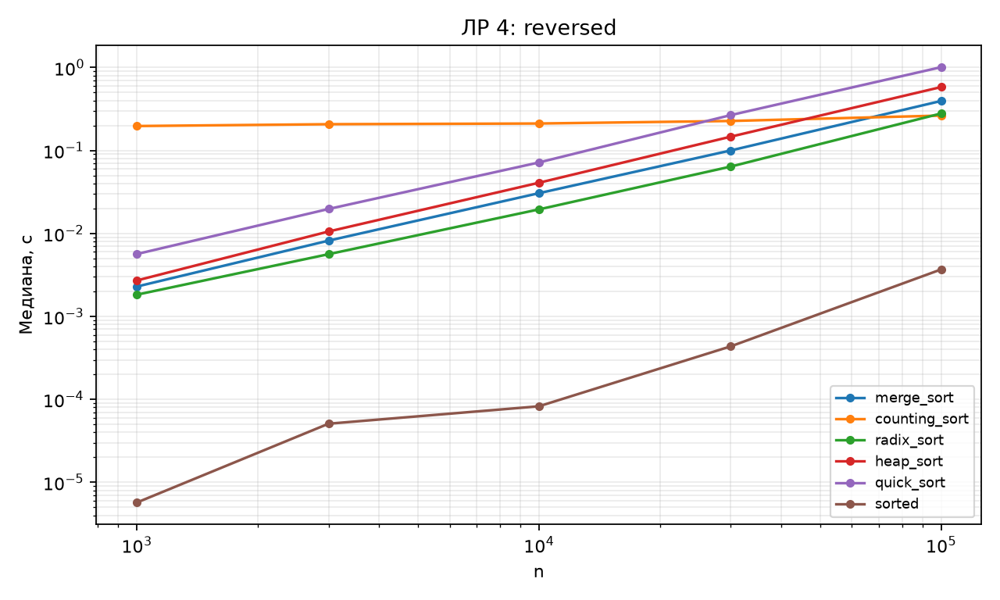 ЛР 4: reversed
Медиана, с
10⁰
10⁻¹
10⁻²
10⁻³
10⁻⁴
10⁻⁵
merge_sort
counting_sort
radix_sort
heap_sort
quick_sort
sorted
10³
10⁴
10⁵
n